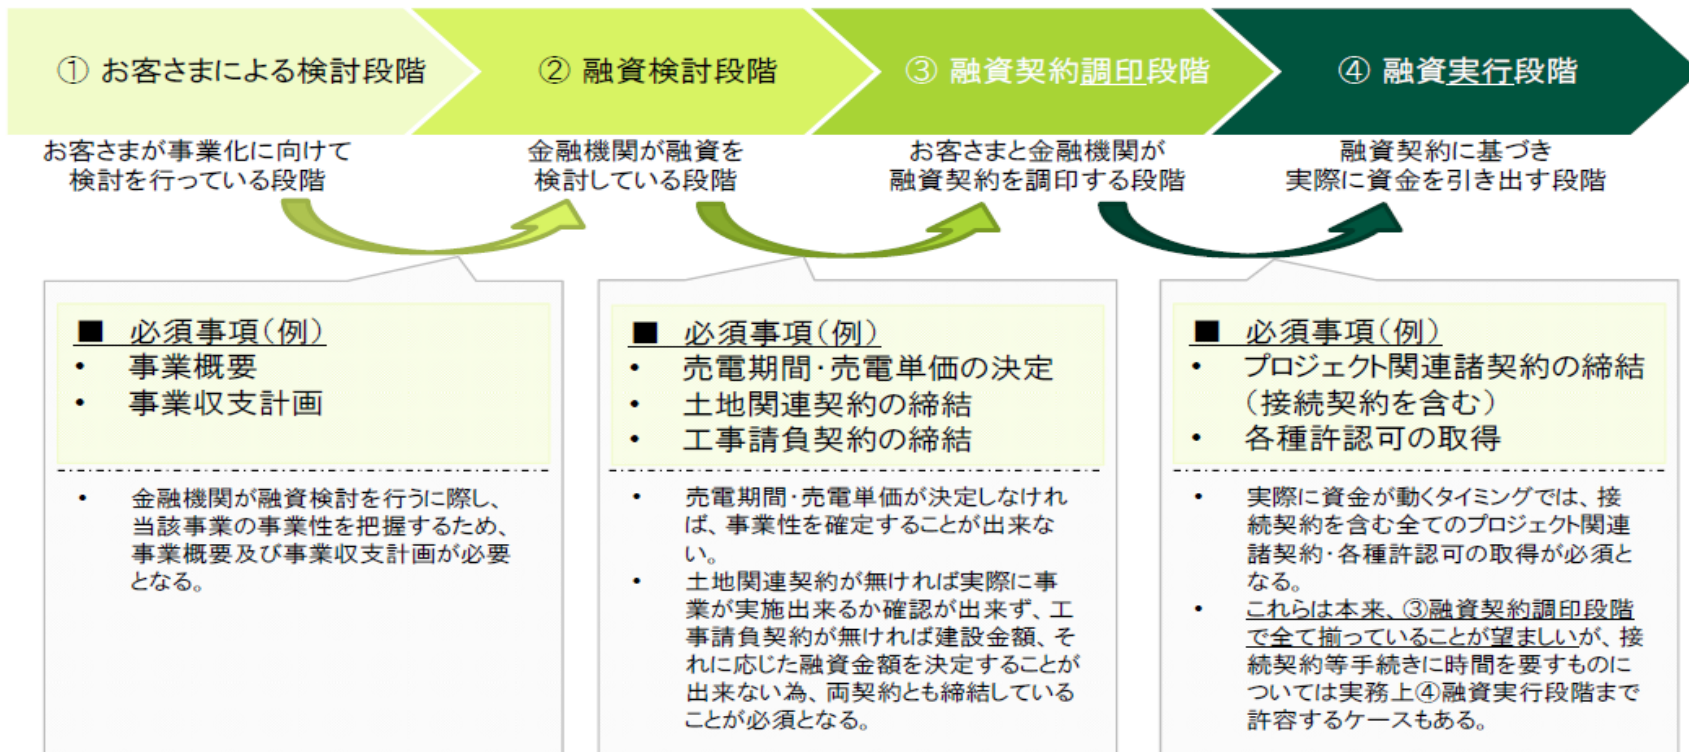 ① お客さまによる検討段階
② 融資検討段階
③ 融資契約調印段階
④ 融資実行段階
お客さまが事業化に向けて
検討を行っている段階
金融機関が融資を
検討している段階
お客さまと金融機関が
融資契約を調印する段階
融資契約に基づき
実際に資金を引き出す段階
■ 必須事項(例)
• 事業概要
• 事業収支計画
• 金融機関が融資検討を行うに際し、
当該事業の事業性を把握するため、
事業概要及び事業収支計画が必要
となる。
■ 必須事項(例)
• 売電期間・売電単価の決定
• 土地関連契約の締結
• 工事請負契約の締結
• 売電期間・売電単価が決定しなけれ
ば、事業性を確定することが出来な
い。
• 土地関連契約が無ければ実際に事
業が実施出来るか確認が出来ず、工
事請負契約が無ければ建設金額、そ
れに応じた融資金額を決定することが
出来ない為、両契約とも締結している
ことが必須となる。
■ 必須事項(例)
• プロジェクト関連諸契約の締結
(接続契約を含む)
• 各種許認可の取得
• 実際に資金が動くタイミングでは、接
続契約を含む全てのプロジェクト関連
諸契約・各種許認可の取得が必須と
なる。
• これらは本来、③融資契約調印段階
で全て揃っていることが望ましいが、接
続契約等手続きに時間を要すものに
ついては実務上④融資実行段階まで
許容するケースもある。